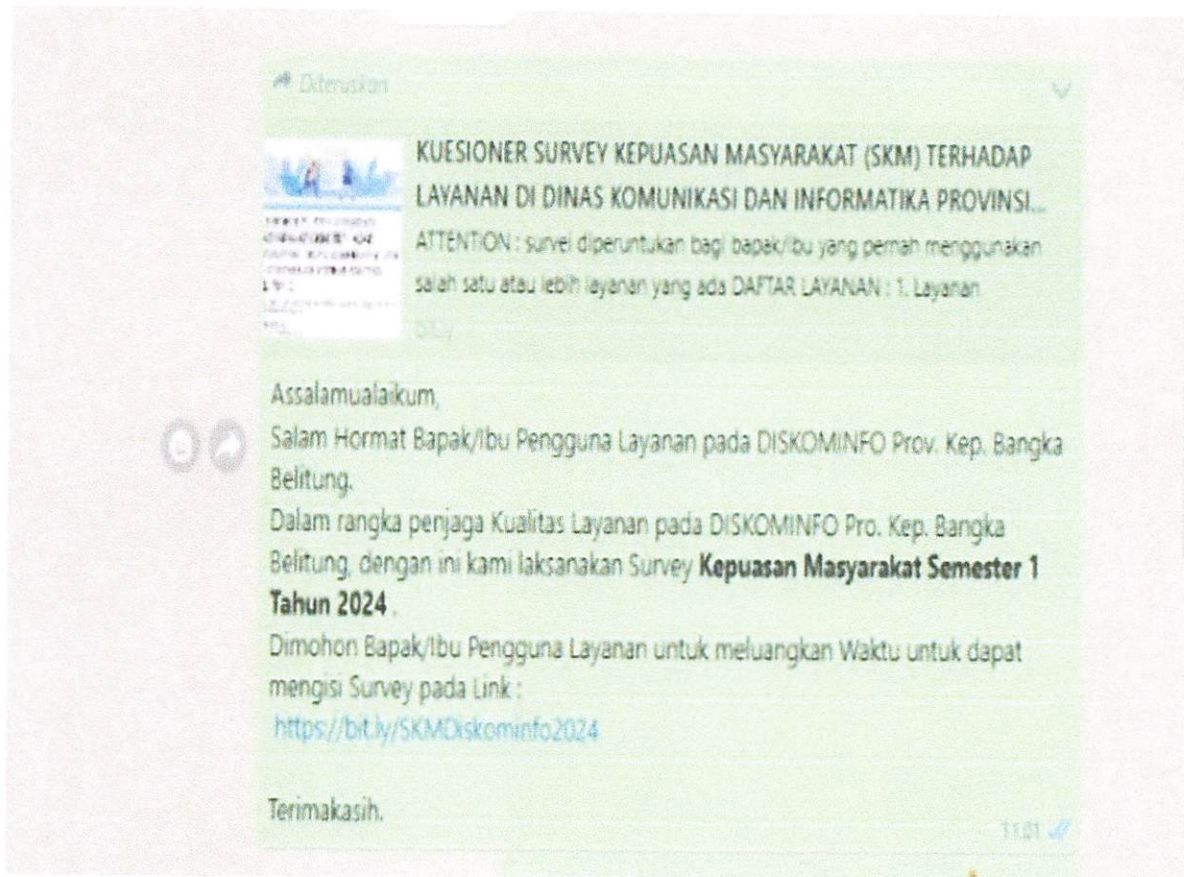 Diteruskan
KUESIONER SURVEY KEPUASAN MASYARAKAT (SKM) TERHADAP
LAYANAN DI DINAS KOMUNIKASI DAN INFORMATIKA PROVINSI...
ATTENTION : survei diperuntukan bagi bapak/ibu yang pernah menggunakan
salah satu atau lebih layanan yang ada DAFTAR LAYANAN : 1. Layanan
bit.ly
Assalamualaikum,
Salam Hormat Bapak/Ibu Pengguna Layanan pada DISKOMINFO Prov. Kep. Bangka
Belitung.
Dalam rangka penjaga Kualitas Layanan pada DISKOMINFO Pro. Kep. Bangka
Belitung, dengan ini kami laksanakan Survey Kepuasan Masyarakat Semester 1
Tahun 2024 .
Dimohon Bapak/Ibu Pengguna Layanan untuk meluangkan Waktu untuk dapat
mengisi Survey pada Link :
https://bit.ly/SKMDiskominfo2024
Terimakasih.
11.01